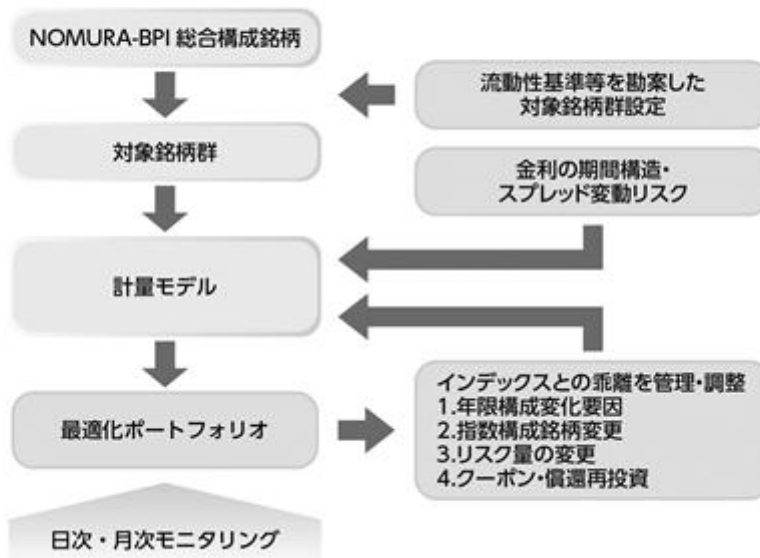 NOMURA-BPI 総合構成銘柄
流動性基準等を勘案した
対象銘柄群設定
対象銘柄群
金利の期間構造・
スプレッド変動リスク
計量モデル
インデックスとの乖離を管理・調整
1.年限構成変化要因
2.指数構成銘柄変更
3.リスク量の変更
4.クーポン・償還再投資
最適化ポートフォリオ
日次・月次モニタリング